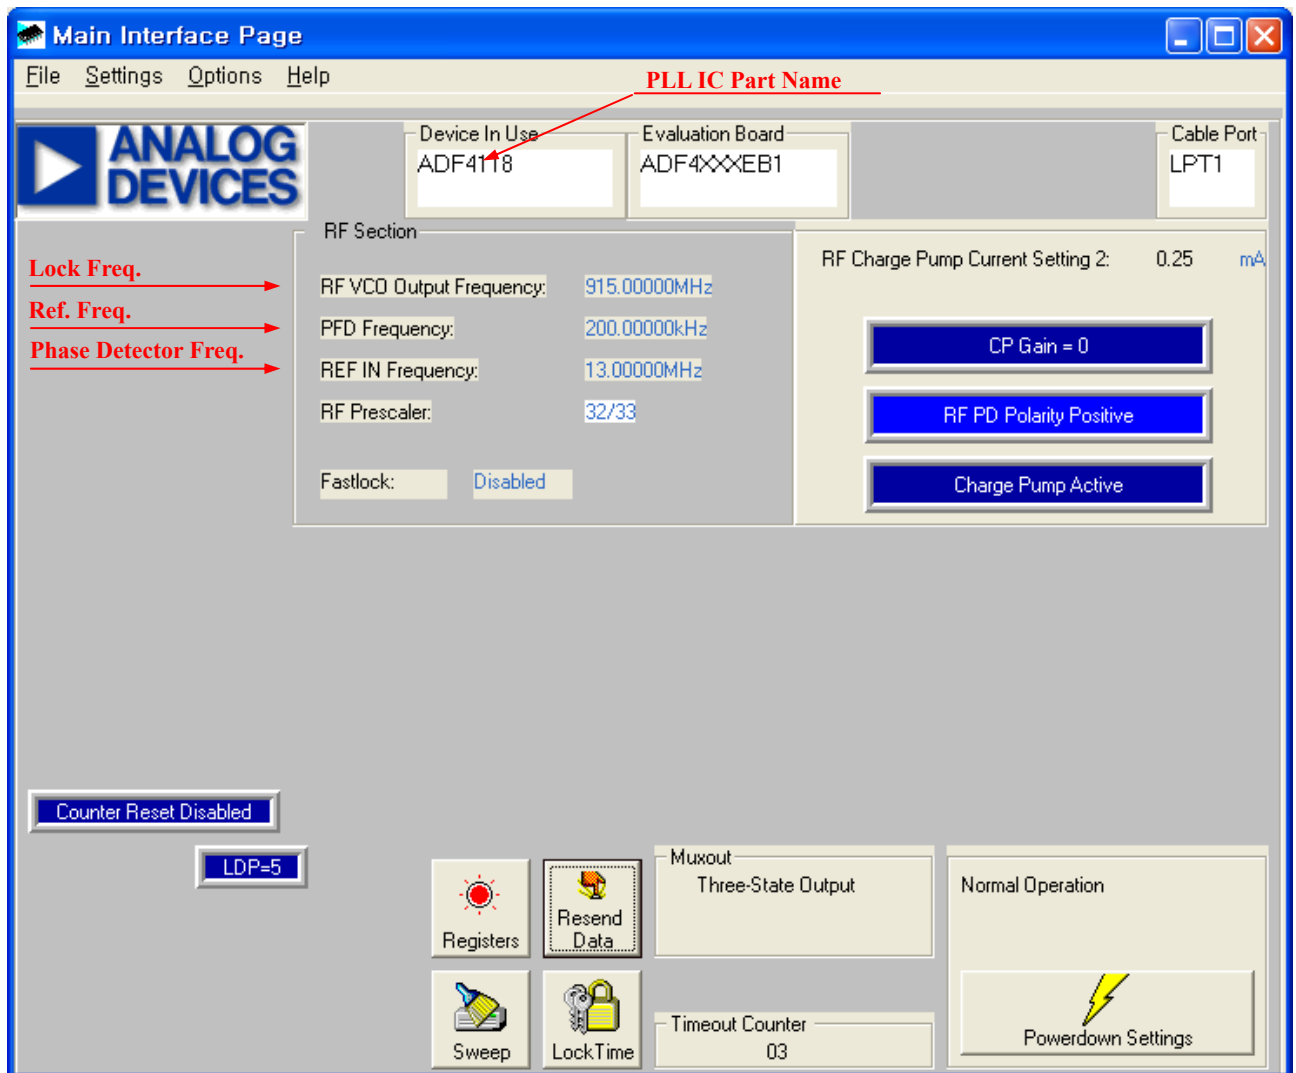 Main Interface Page
File Settings Options Help
PLL IC Part Name
ANALOG
DEVICES
Device In Use
ADF4118
Evaluation Board
ADF4XXXEB1
Cable Port
LPT1
RF Section
Lock Freq.
RF VCO Output Frequency: 915.00000MHz
Ref. Freq.
PFD Frequency: 200.00000kHz
Phase Detector Freq.
REF IN Frequency: 13.00000MHz
RF Prescaler: 32/33
Fastlock: Disabled
RF Charge Pump Current Setting 2: 0.25 mA
CP Gain = 0
RF PD Polarity Positive
Charge Pump Active
Counter Reset Disabled
LDP=5
Registers
Resend
Data
Sweep
LockTime
Muxout
Three-State Output
Timeout Counter
03
Normal Operation
Powerdown Settings